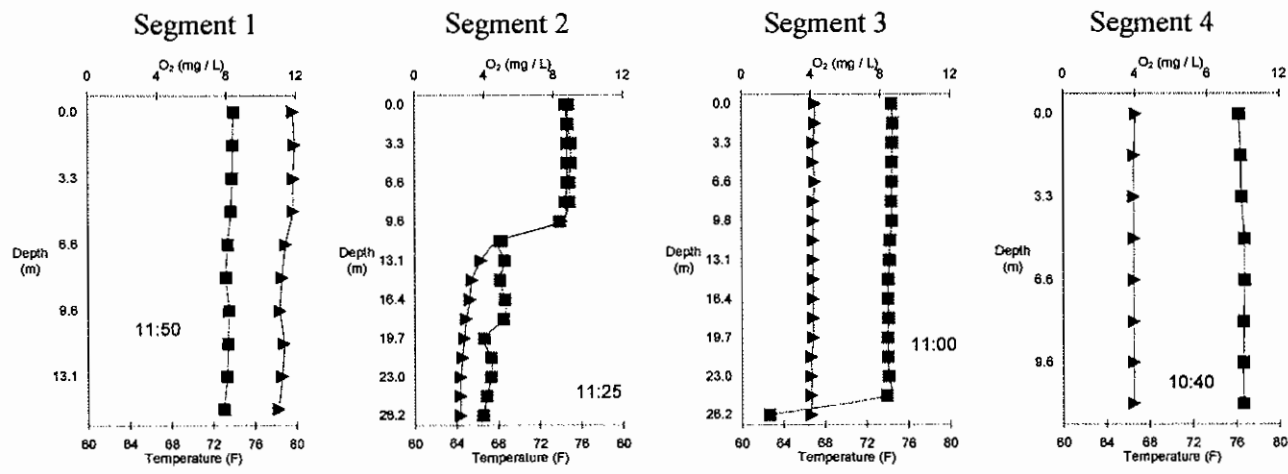 Segment 1
O₂ (mg / L)
0 4 8 12
0.0
3.3
6.6
Depth
(m)
9.8
11:50
13.1
60 64 68 72 76 80
Temperature (F)
Segment 2
O₂ (mg / L)
0 4 8 12
0.0
3.3
6.6
9.8
Depth
(m)
13.1
16.4
19.7
23.0
11:25
26.2
60 64 68 72 76 80
Temperature (F)
Segment 3
O₂ (mg / L)
0 4 8 12
0.0
3.3
6.6
9.8
Depth
(m)
13.1
16.4
19.7
11:00
23.0
26.2
60 64 68 72 76 80
Temperature (F)
Segment 4
O₂ (mg / L)
0 4 8 12
0.0
3.3
Depth
(m)
6.6
9.8
10:40
60 64 68 72 76 80
Temperature (F)